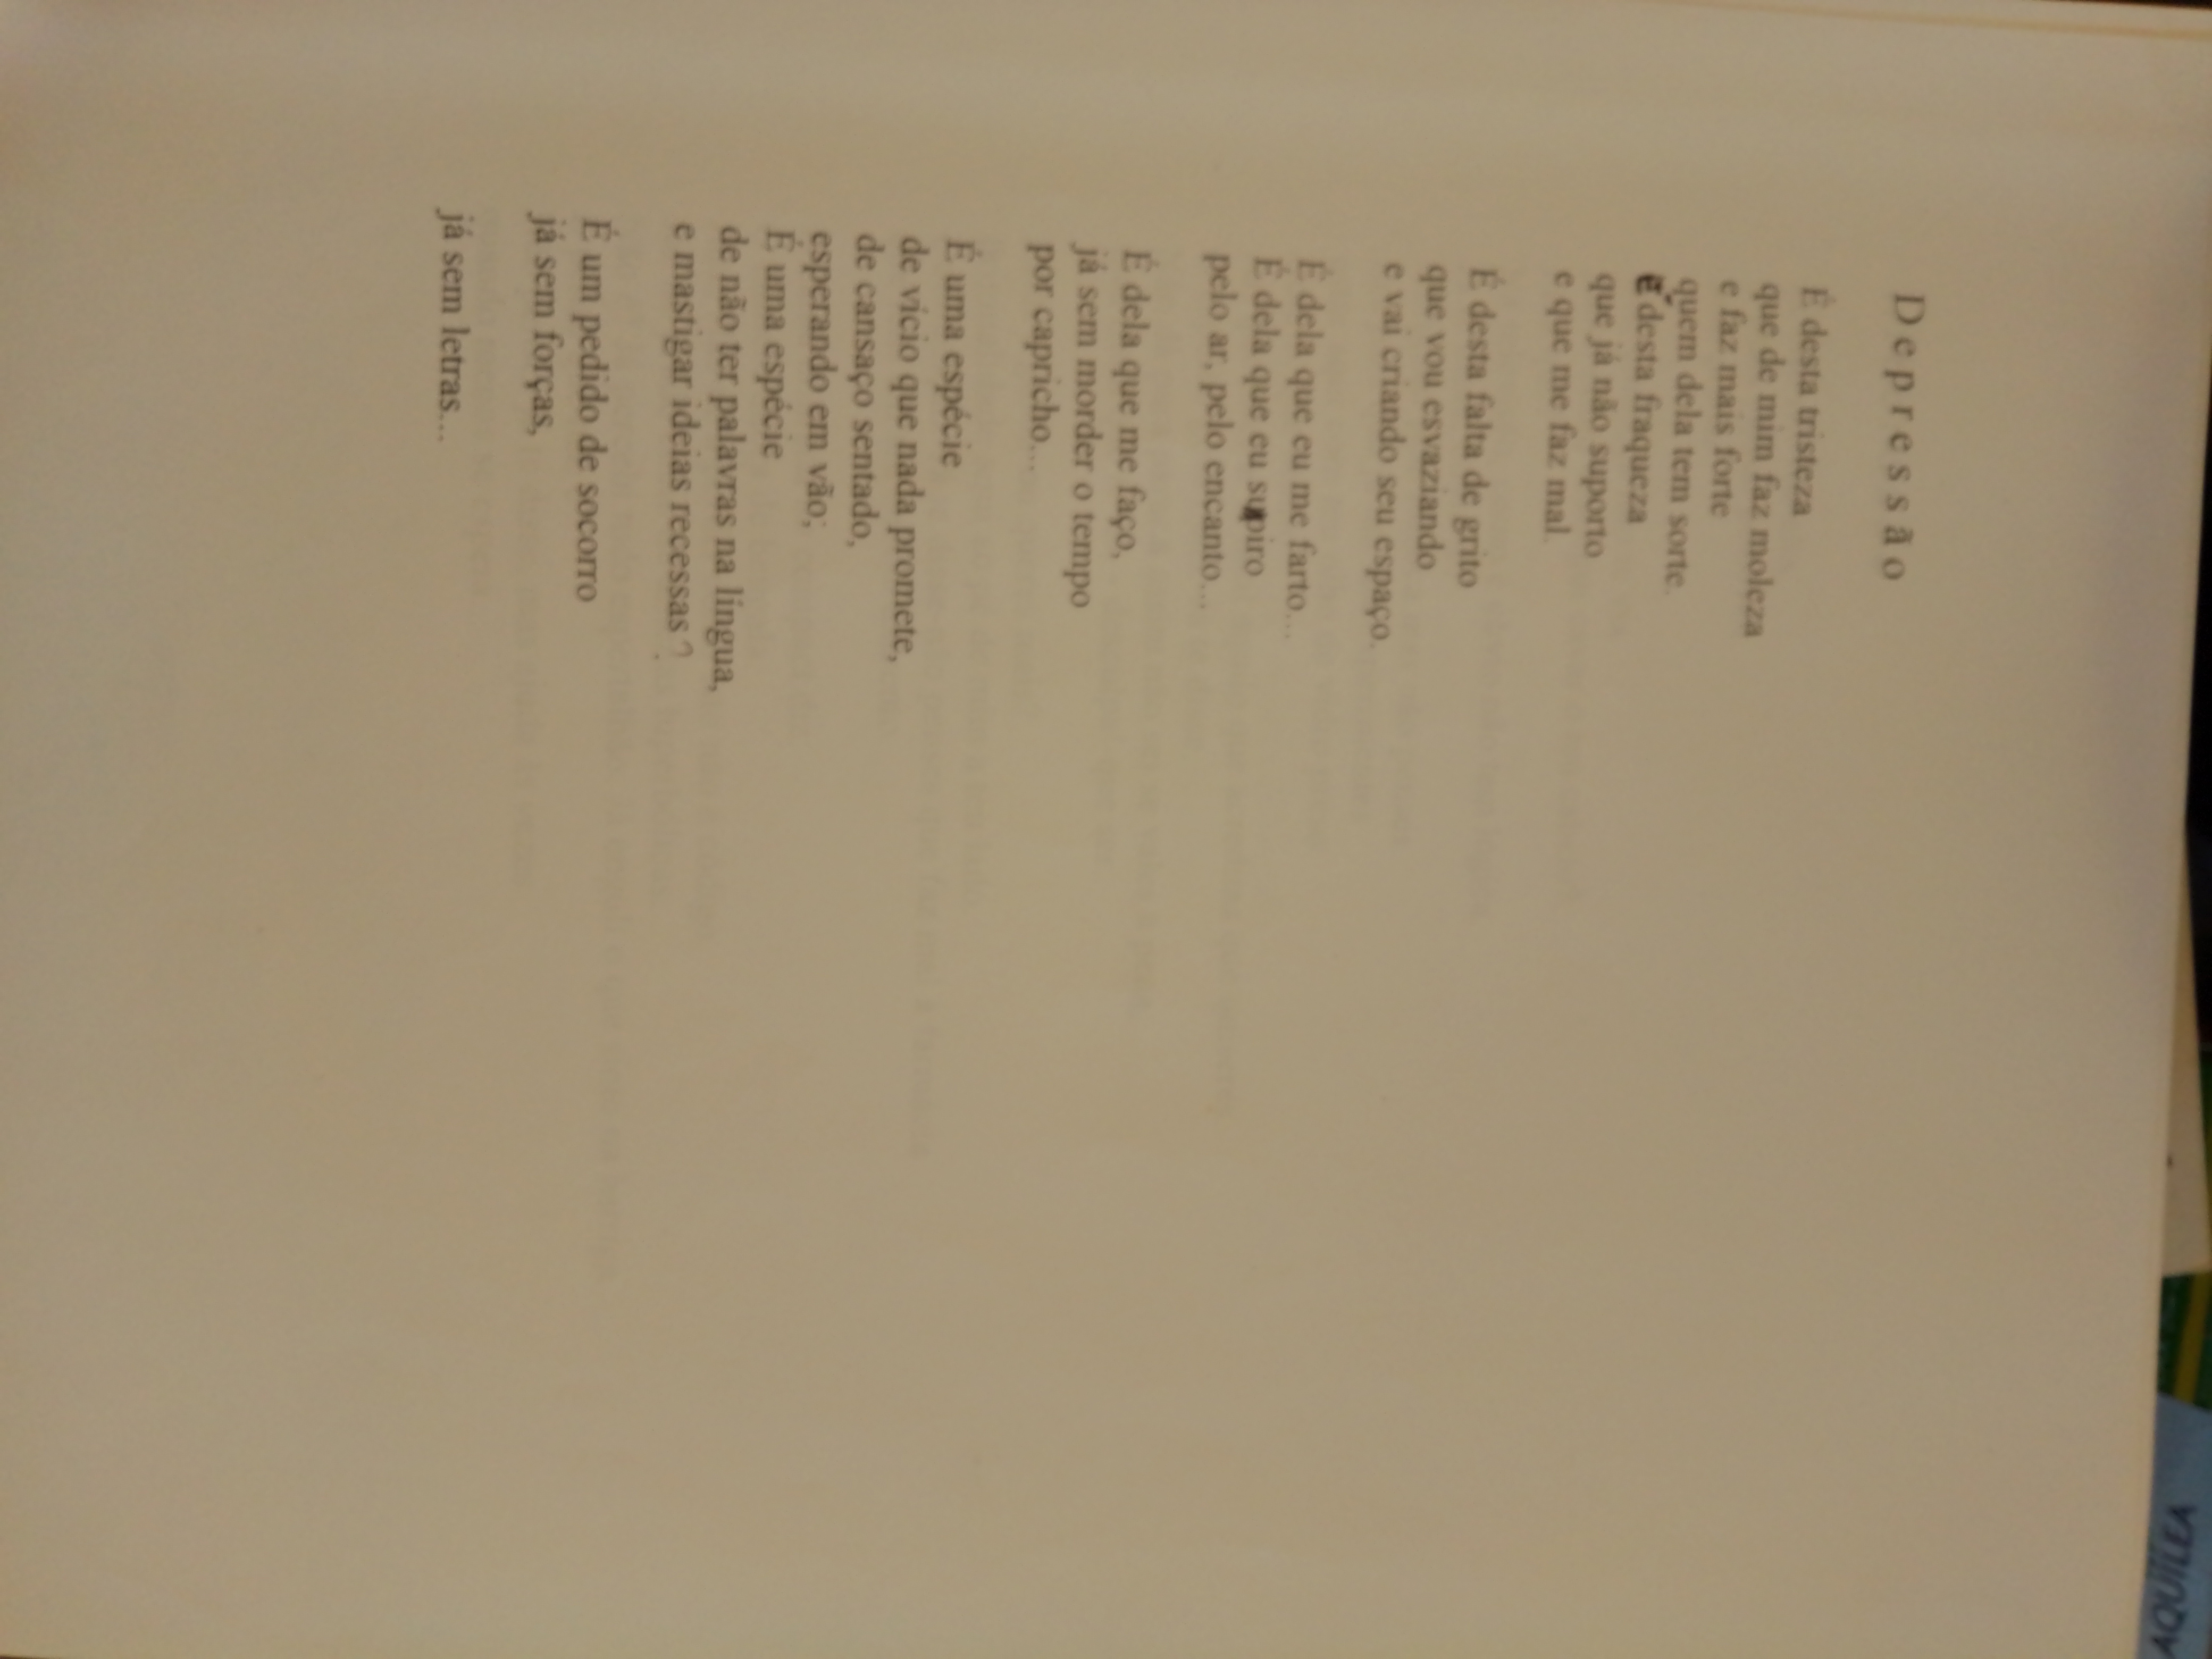 Depressão
É desta tristeza
que de mim faz moleza
e faz mais forte
quem dela tem sorte.
É desta fraqueza
que já não suporto
e que me faz mal.
É desta falta de grito
que vou esvaziando
e vai criando seu espaço.
É dela que eu me farto...
É dela que eu supiro
pelo ar, pelo encanto...
É dela que me faço,
já sem morder o tempo
por capricho...
É uma espécie
de vício que nada promete,
de cansaço sentado,
esperando em vão;
É uma espécie
de não ter palavras na língua,
e mastigar ideias recessas?
É um pedido de socorro
já sem forças,
já sem letras...